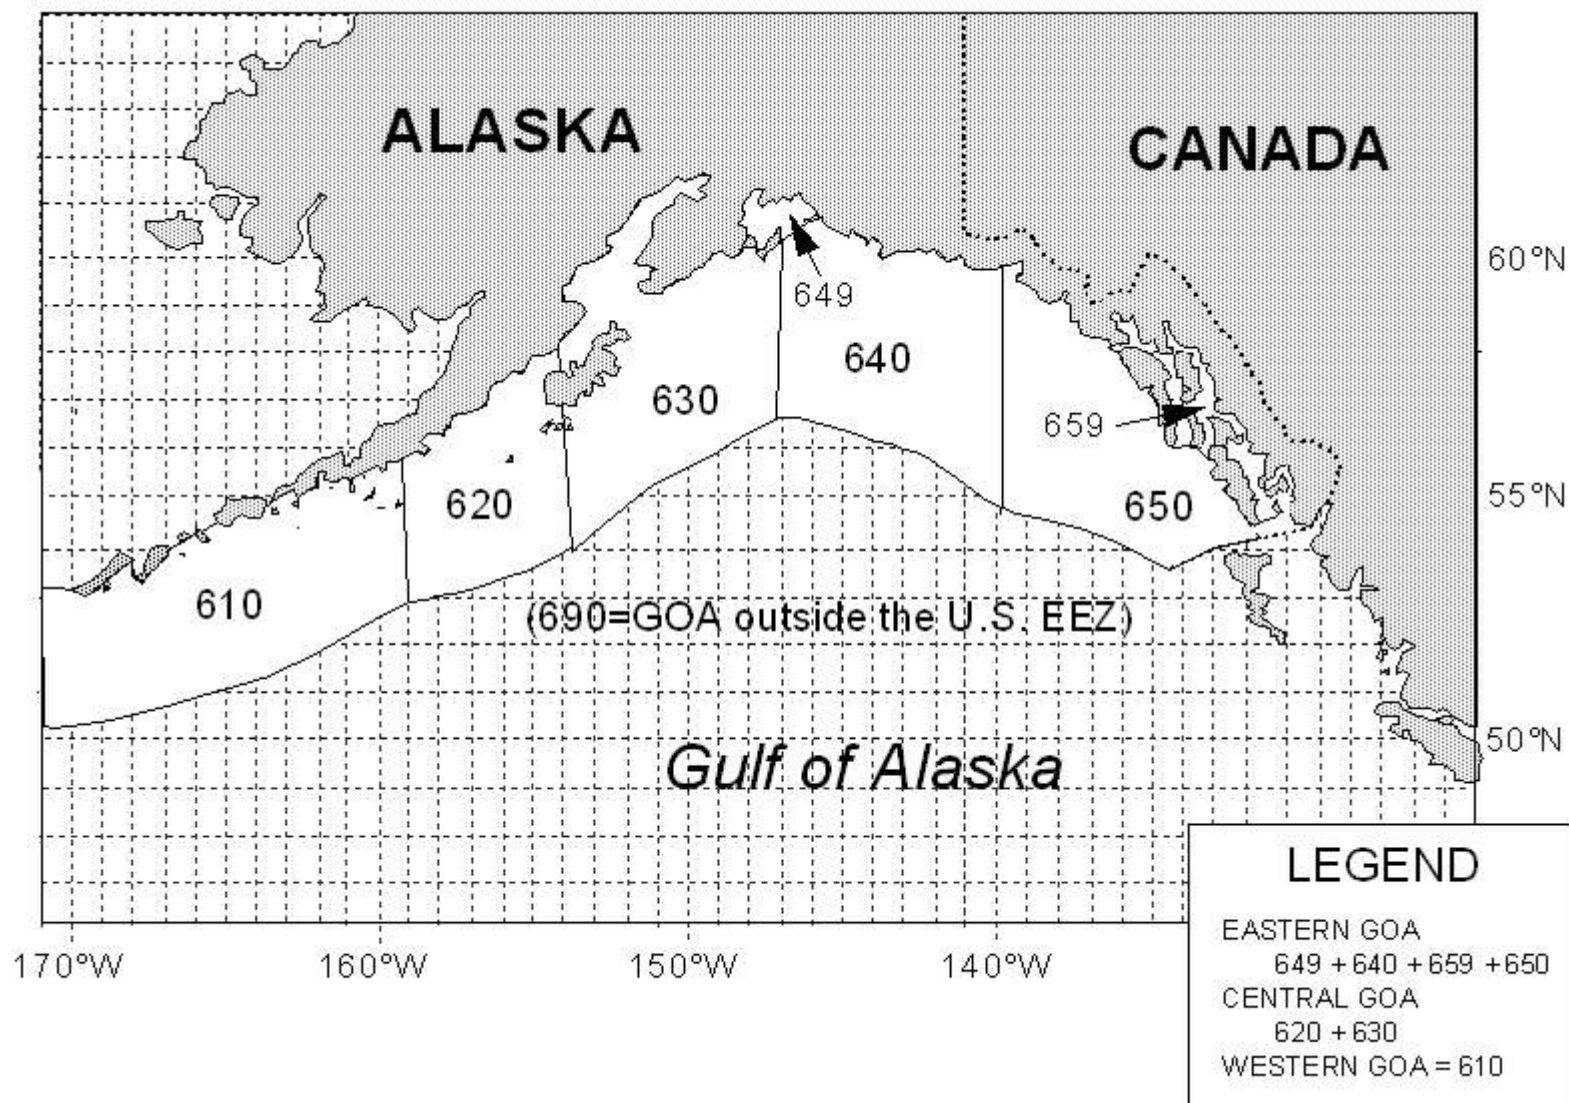 ALASKA
CANADA
60°N
649
640
630
659
55°N
620
650
610
(690=GOA outside the U.S. EEZ)
50°N
Gulf of Alaska
LEGEND
EASTERN GOA
649 + 640 + 659 + 650
CENTRAL GOA
620 + 630
WESTERN GOA = 610
170°W
160°W
150°W
140°W